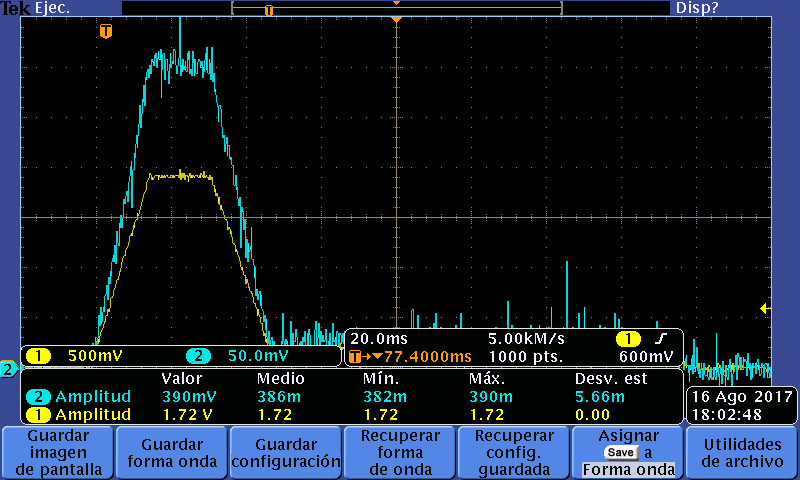 Tek Ejec. Disp?
T
T
20.0ms 5.00kM/s 1
1 500mV 2 50.0mV T→▼77.4000ms 1000 pts. 600mV
2
Valor Medio Mín. Máx. Desv. est
2 Amplitud 390mV 386m 382m 390m 5.66m
1 Amplitud 1.72 V 1.72 1.72 1.72 0.00
16 Ago 2017
18:02:48
Guardar
imagen
de pantalla
Guardar
forma onda
Guardar
configuración
Recuperar
forma
de onda
Recuperar
config.
guardada
Asignar
Save a
Forma onda
Utilidades
de archivo